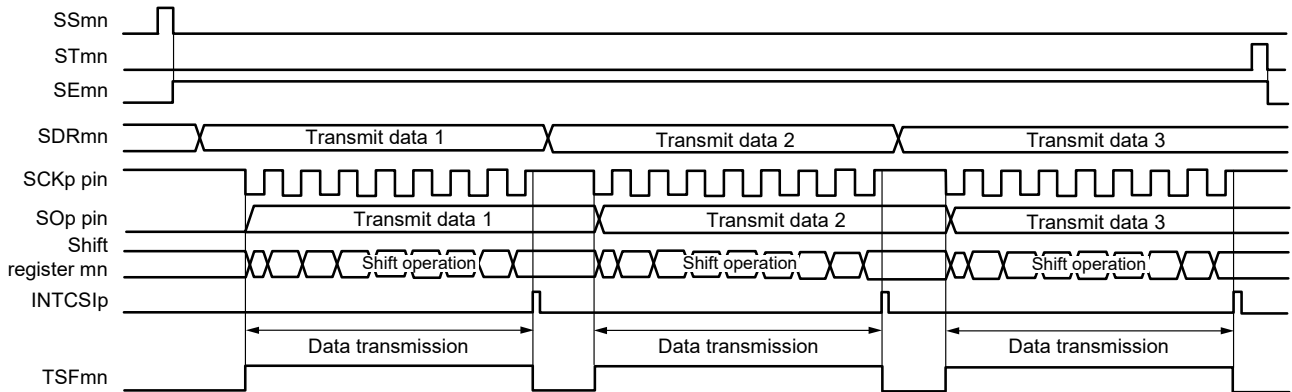 SSmn
STmn
SEmn
SDRmn Transmit data 1 Transmit data 2 Transmit data 3
SCKp pin
SOp pin Transmit data 1 Transmit data 2 Transmit data 3
Shift
register mn Shift operation Shift operation Shift operation
INTCSIp
Data transmission Data transmission Data transmission
TSFmn